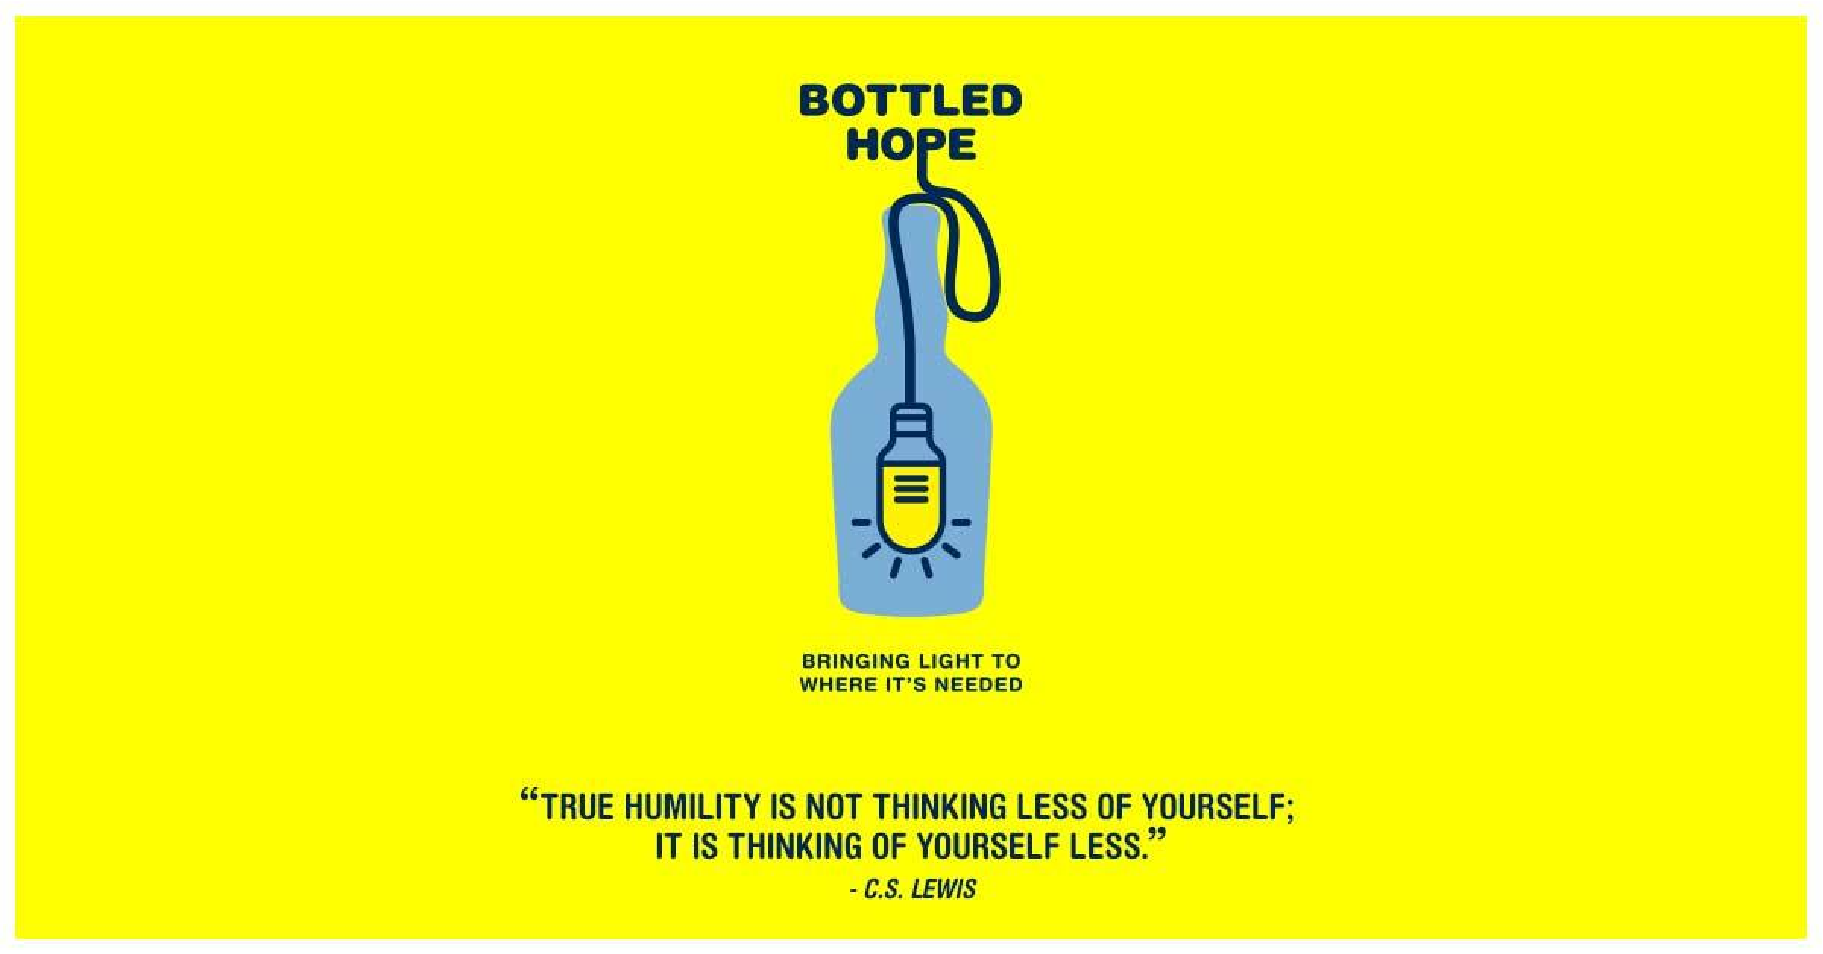 BOTTLED
HOPE
BRINGING LIGHT TO
WHERE IT'S NEEDED
“TRUE HUMILITY IS NOT THINKING LESS OF YOURSELF;
IT IS THINKING OF YOURSELF LESS.”
- C.S. LEWIS